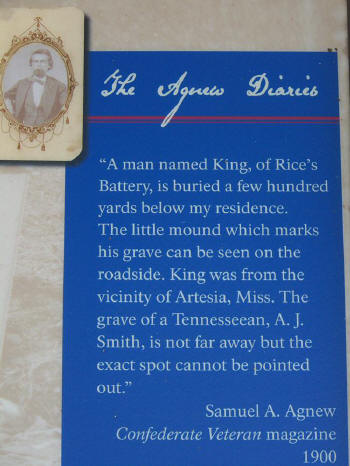 The Agnew Diaries
“A man named King, of Rice’s
Battery, is buried a few hundred
yards below my residence.
The little mound which marks
his grave can be seen on the
roadside. King was from the
vicinity of Artesia, Miss. The
grave of a Tennesseean, A. J.
Smith, is not far away but the
exact spot cannot be pointed
out.”
Samuel A. Agnew
Confederate Veteran magazine
1900